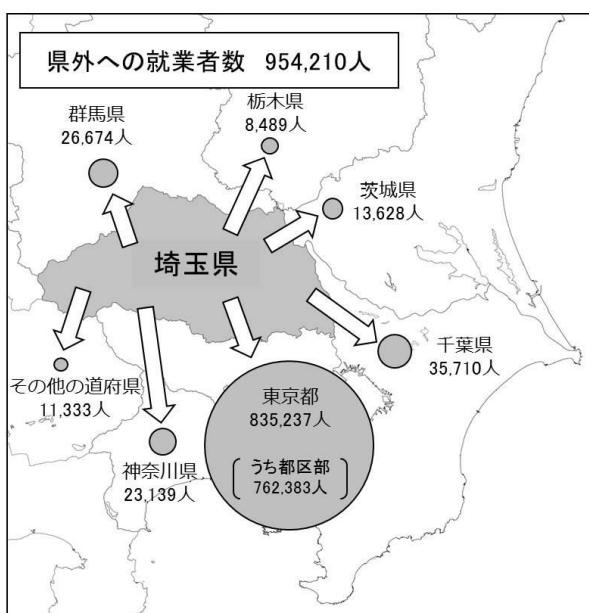 県外への就業者数 954,210人
群馬県
26,674人
栃木県
8,489人
茨城県
13,628人
埼玉県
千葉県
35,710人
その他の道府県
11,333人
東京都
835,237人
うち都区部
762,383人
神奈川県
23,139人